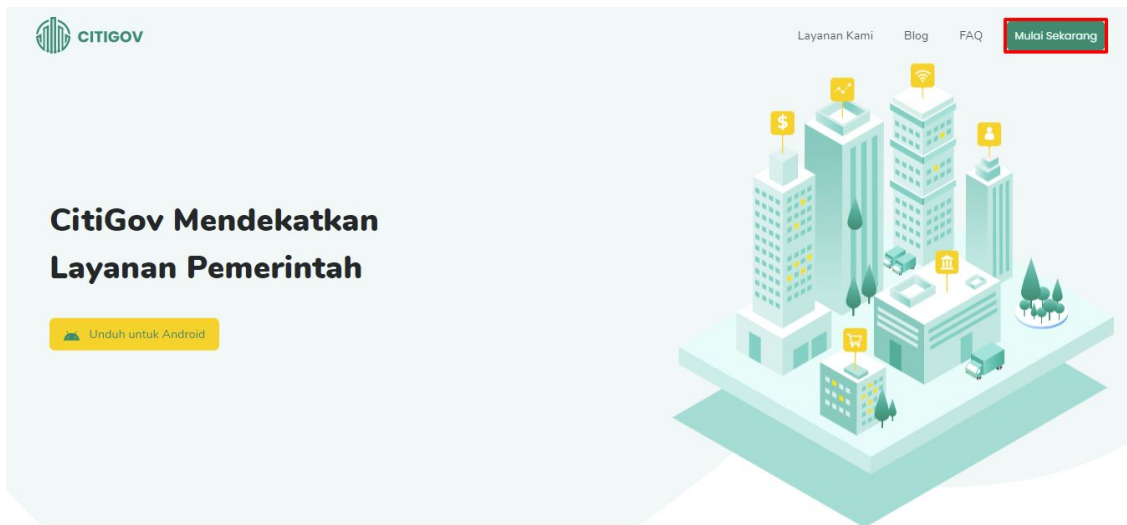 CITIGOV
Layanan Kami Blog FAQ Mulai Sekarang
$
CitiGov Mendekatkan
Layanan Pemerintah
Unduh untuk Android